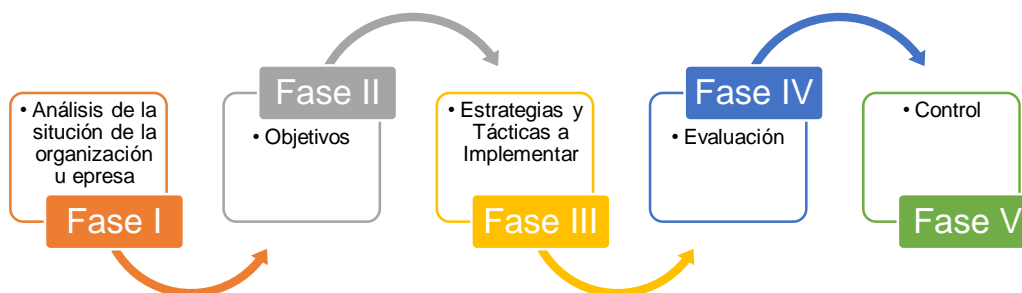 • Análisis de la
situción de la
organización
u epresa
Fase I
Fase II
• Objetivos
• Estrategias y
Tácticas a
Implementar
Fase III
Fase IV
• Evaluación
• Control
Fase V